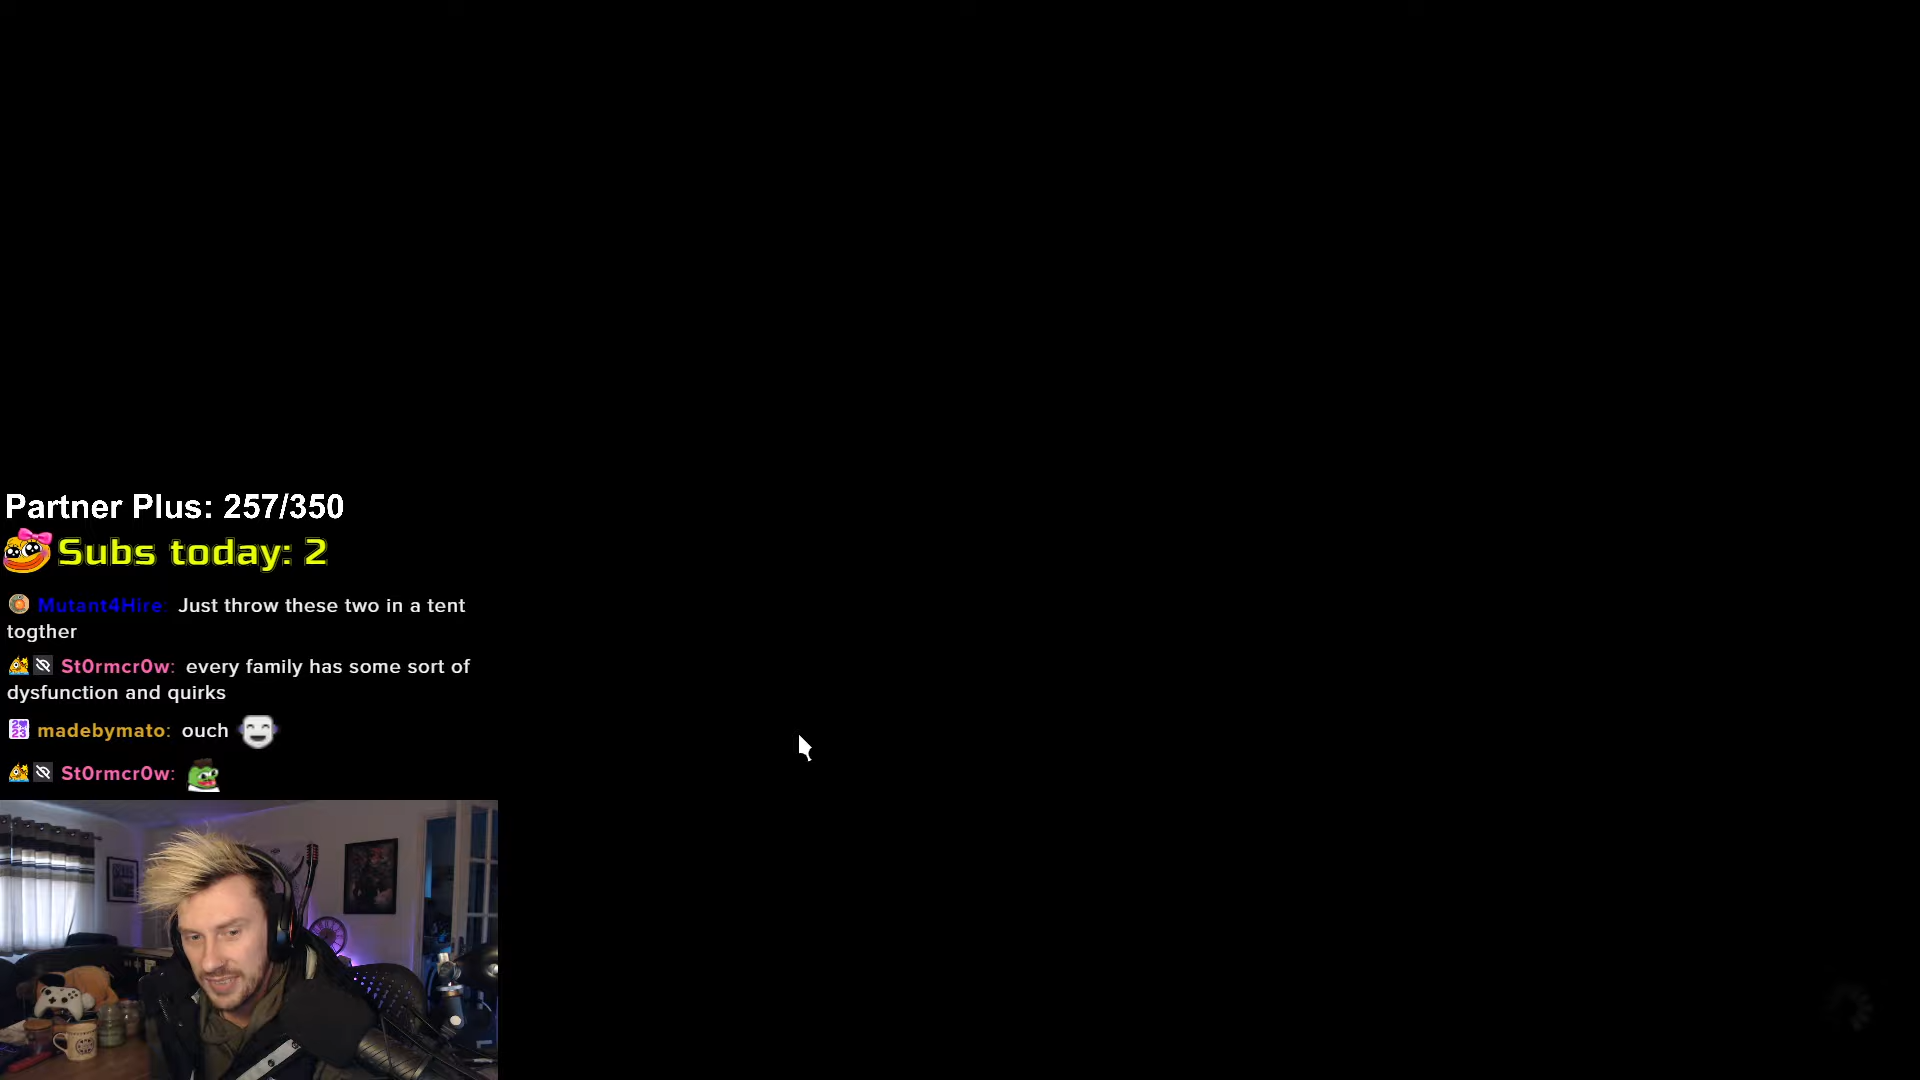 Partner Plus: 257/350
Subs today: 2
Mutant4Hire: Just throw these two in a tent
togther
St0rmcr0w: every family has some sort of
dysfunction and quirks
madebymato: ouch
St0rmcr0w: